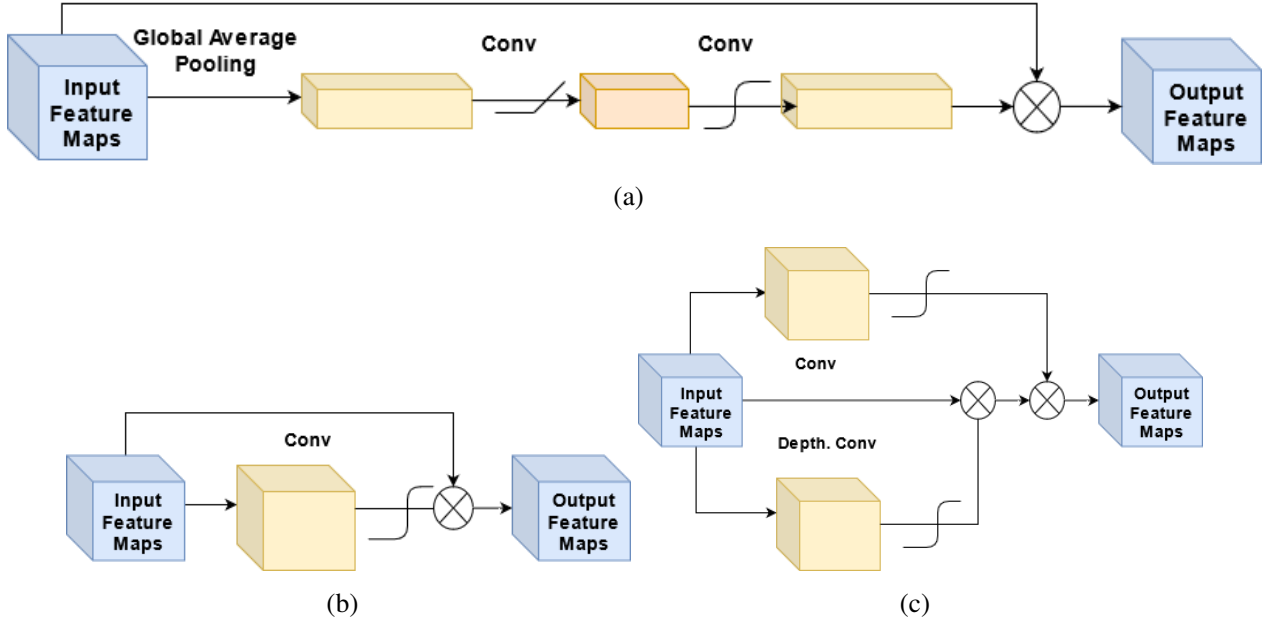 Global Average
Pooling
Conv
Conv
Input
Feature
Maps
Output
Feature
Maps
(a)
Conv
Input
Feature
Maps
Output
Feature
Maps
(b)
Conv
Input
Feature
Maps
Depth. Conv
Output
Feature
Maps
(c)